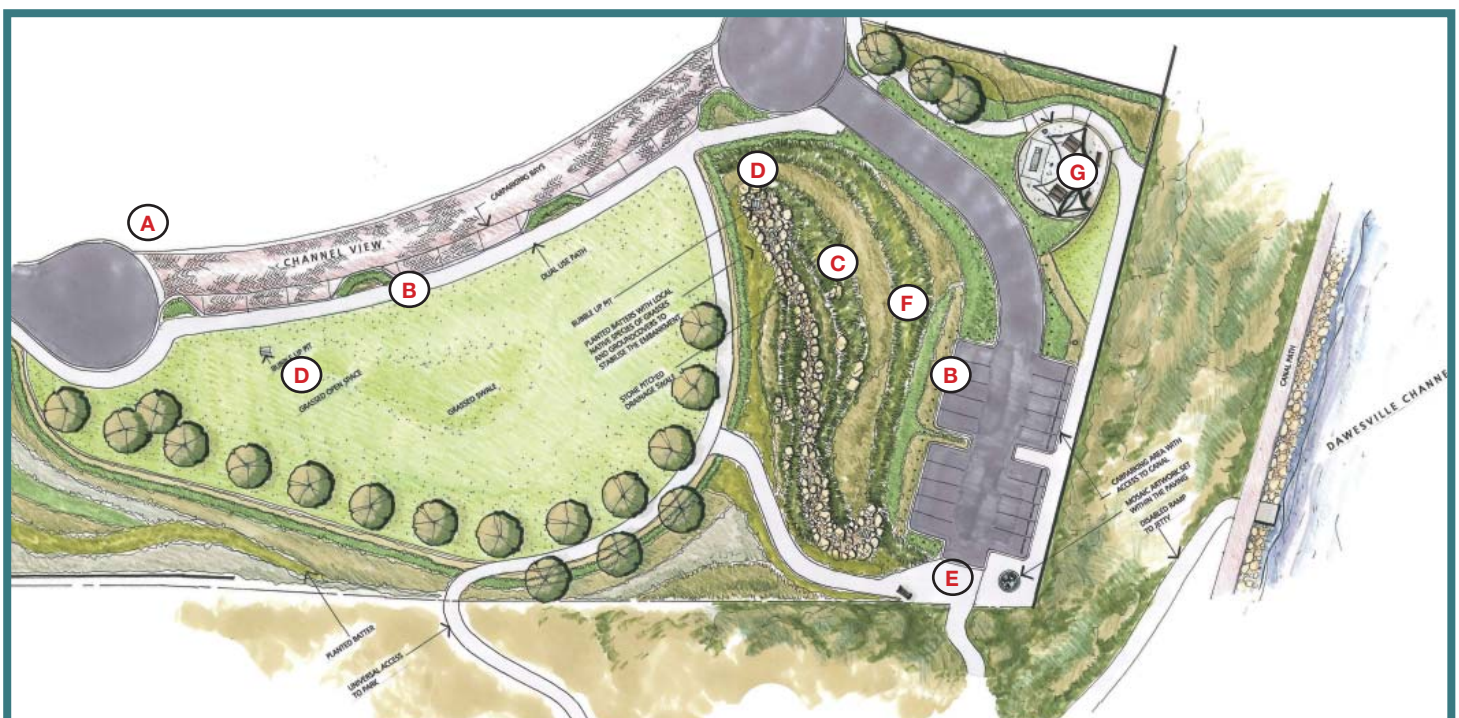 A
CHANNEL VIEW
CARPARKING BAYS
B
DUAL USE PATH
BUBBLE UP PIT
D
GRASSED OPEN SPACE
GRASSED SWALE
BUBBLE UP PIT
PLANTED BATTERS WITH LOCAL
NATIVE SPECIES OF GRASSES
AND GROUNDCOVERS TO
STABILISE THE EMBANKMENT
STONE PITCHED
DRAINAGE SWALE
D
C
F
B
G
E
CANAL PATH
DAWESVILLE CHANNE
CARPARKING AREA WITH
ACCESS TO CANAL
MOSAIC ARTWORK SET
WITHIN THE PAVING
DISABLED RAMP
TO JETTY
PLANTED BATTER
UNIVERSAL ACCESS
TO PARK